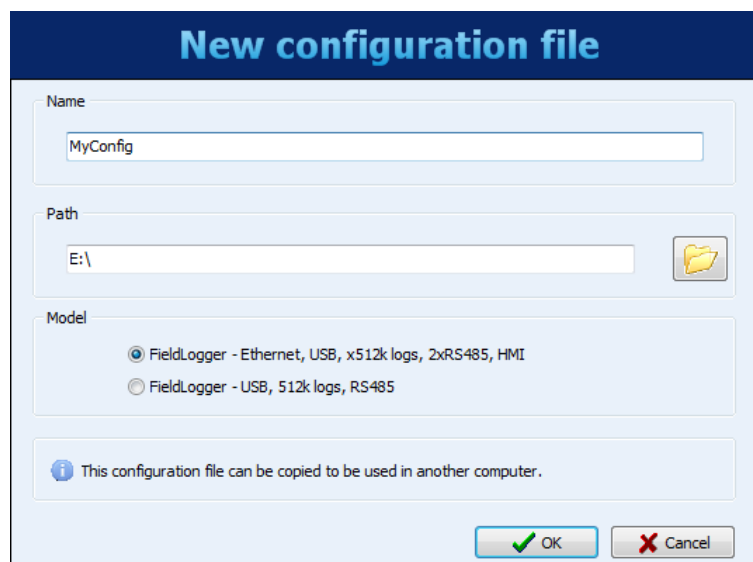 New configuration file
Name
MyConfig
Path
E:\
Model
FieldLogger - Ethernet, USB, x512k logs, 2xRS485, HMI
FieldLogger - USB, 512k logs, RS485
This configuration file can be copied to be used in another computer.
OK
Cancel